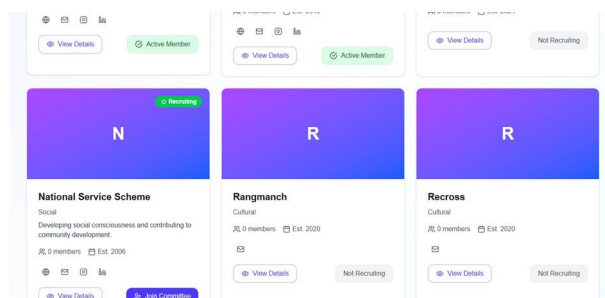 View Details
Active Member
View Details
Active Member
View Details
Not Recruiting
Recruiting
N
National Service Scheme
Social
Developing social consciousness and contributing to
community development
0 members Est. 2006
View Details
Join Committee
R
Rangmanch
Cultural
0 members Est. 2020
View Details
Not Recruiting
R
Recross
Cultural
0 members Est. 2020
View Details
Not Recruiting